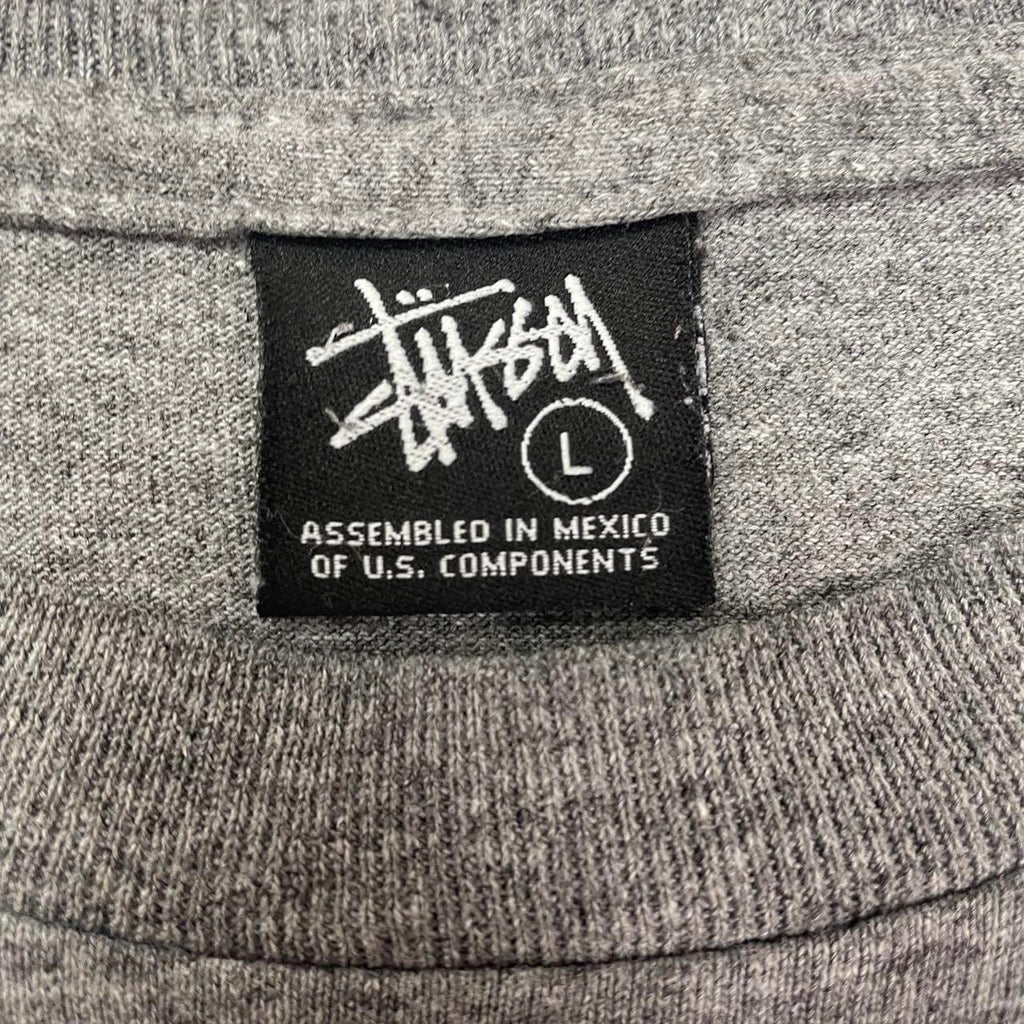 Stüssy
L
ASSEMBLED IN MEXICO
OF U.S. COMPONENTS